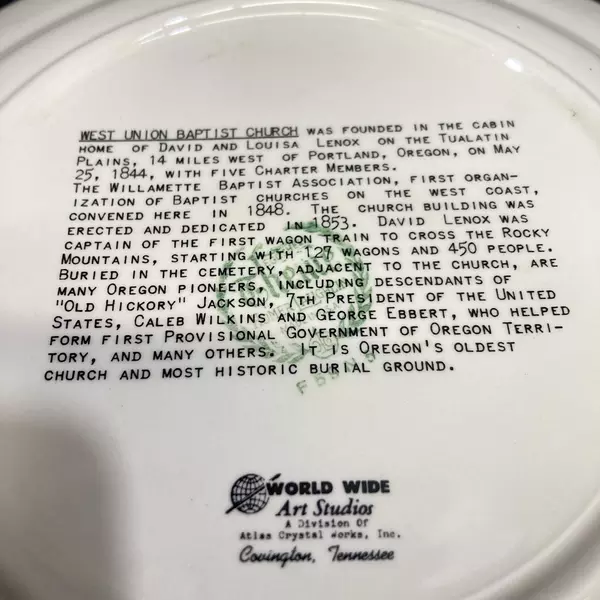 WEST UNION BAPTIST CHURCH WAS FOUNDED IN THE CABIN
HOME OF DAVID AND LOUISA LENOX ON THE TUALATIN
PLAINS, 14 MILES WEST OF PORTLAND, OREGON, ON MAY
25, 1844, WITH FIVE CHARTER MEMBERS.
THE WILLAMETTE BAPTIST ASSOCIATION, FIRST ORGAN-
IZATION OF BAPTIST CHURCHES ON THE WEST COAST,
CONVENED HERE IN 1848. THE CHURCH BUILDING WAS
ERECTED AND DEDICATED IN 1853. DAVID LENOX WAS
CAPTAIN OF THE FIRST WAGON TRAIN TO CROSS THE ROCKY
MOUNTAINS, STARTING WITH 127 WAGONS AND 450 PEOPLE.
BURIED IN THE CEMETERY, ADJACENT TO THE CHURCH, ARE
MANY OREGON PIONEERS, INCLUDING DESCENDANTS OF
"OLD HICKORY" JACKSON, 7TH PRESIDENT OF THE UNITED
STATES, CALEB WILKINS AND GEORGE EBBERT, WHO HELPED
FORM FIRST PROVISIONAL GOVERNMENT OF OREGON TERRI-
TORY, AND MANY OTHERS. IT IS OREGON'S OLDEST
CHURCH AND MOST HISTORIC BURIAL GROUND.
WORLD WIDE
Art Studios
A Division Of
Atlas Crystal Works, Inc.
Covington, Tennessee